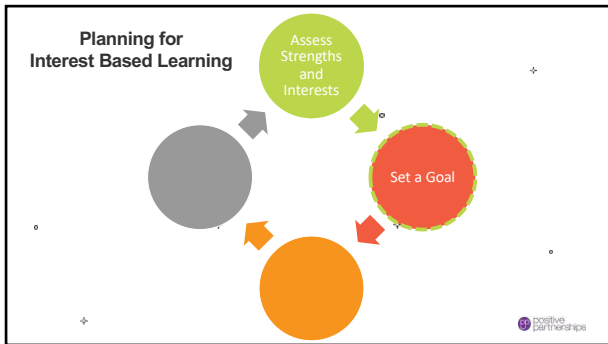 Planning for
Interest Based Learning
Assess
Strengths
and
Interests
Set a Goal
positive
partnerships